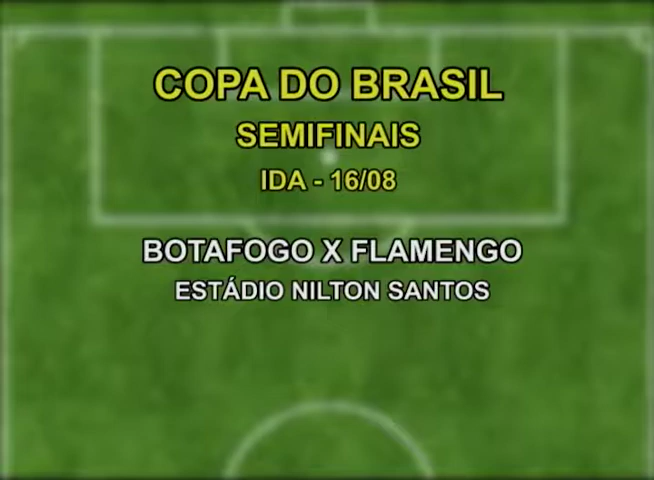 COPA DO BRASIL
SEMIFINAIS
IDA - 16/08
BOTAFOGO X FLAMENGO
ESTÁDIO NILTON SANTOS